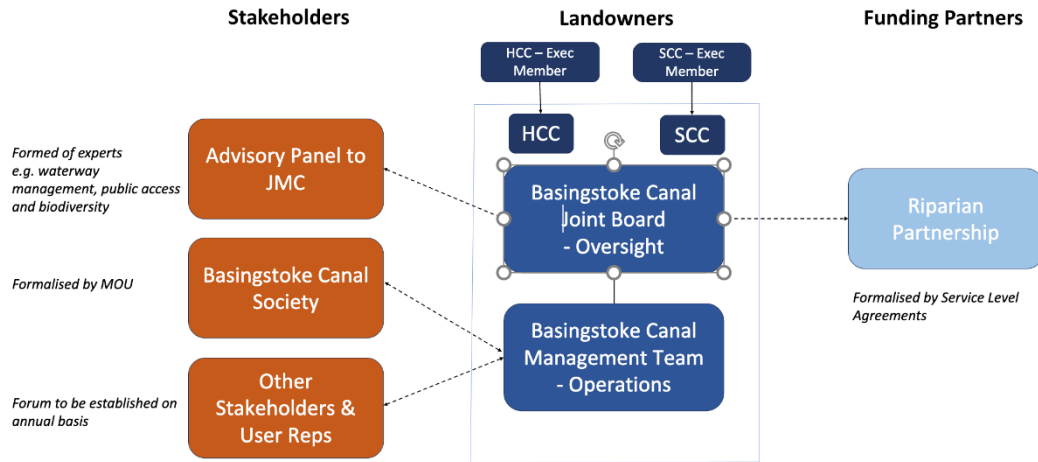 Stakeholders
Landowners
Funding Partners
HCC – Exec
Member
SCC – Exec
Member
HCC
SCC
Formed of experts
e.g. waterway
management, public access
and biodiversity
Advisory Panel to
JMC
Basingstoke Canal
Joint Board
- Oversight
Riparian
Partnership
Formalised by MOU
Basingstoke Canal
Society
Formalised by Service Level
Agreements
Basingstoke Canal
Management Team
- Operations
Forum to be established on
annual basis
Other
Stakeholders &
User Reps